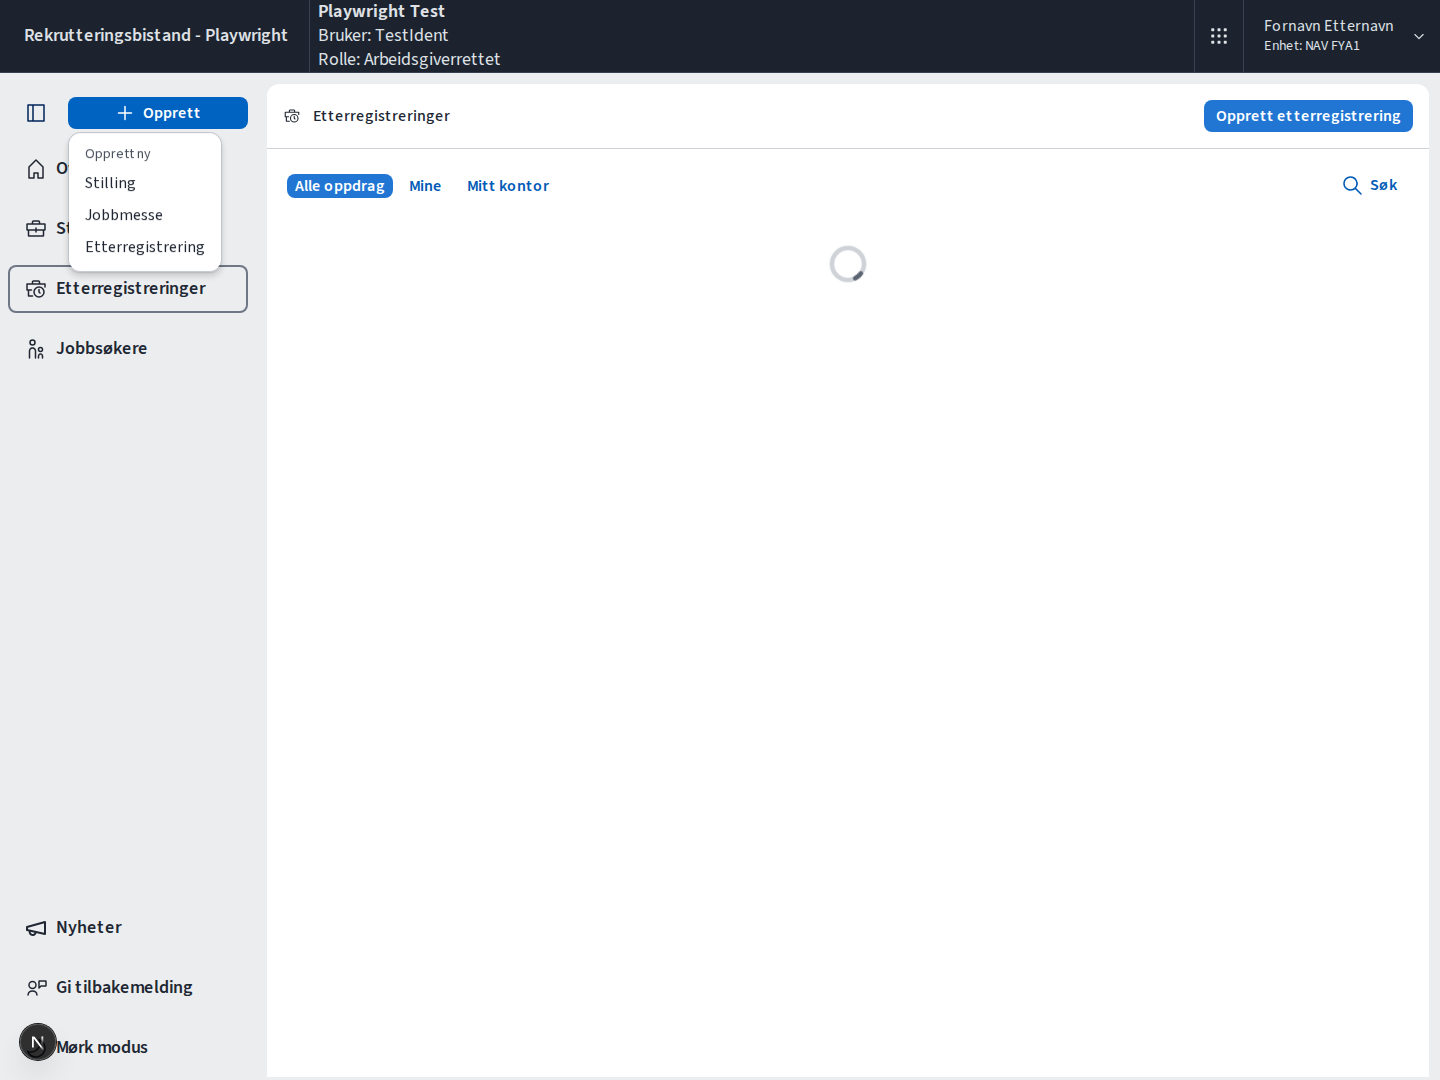 Rekrutteringsbistand - Playwright
Playwright Test
Bruker: TestIdent
Rolle: Arbeidsgiverrettet
Fornavn Etternavn
Enhet: NAV FYA1
Opprett
Opprett ny
Stilling
Jobbmesse
Etterregistrering
Etterregistreringer
Jobbsøkere
Nyheter
Gi tilbakemelding
Mørk modus
N
Etterregistreringer
Opprett etterregistrering
Alle oppdrag
Mine
Mitt kontor
Søk